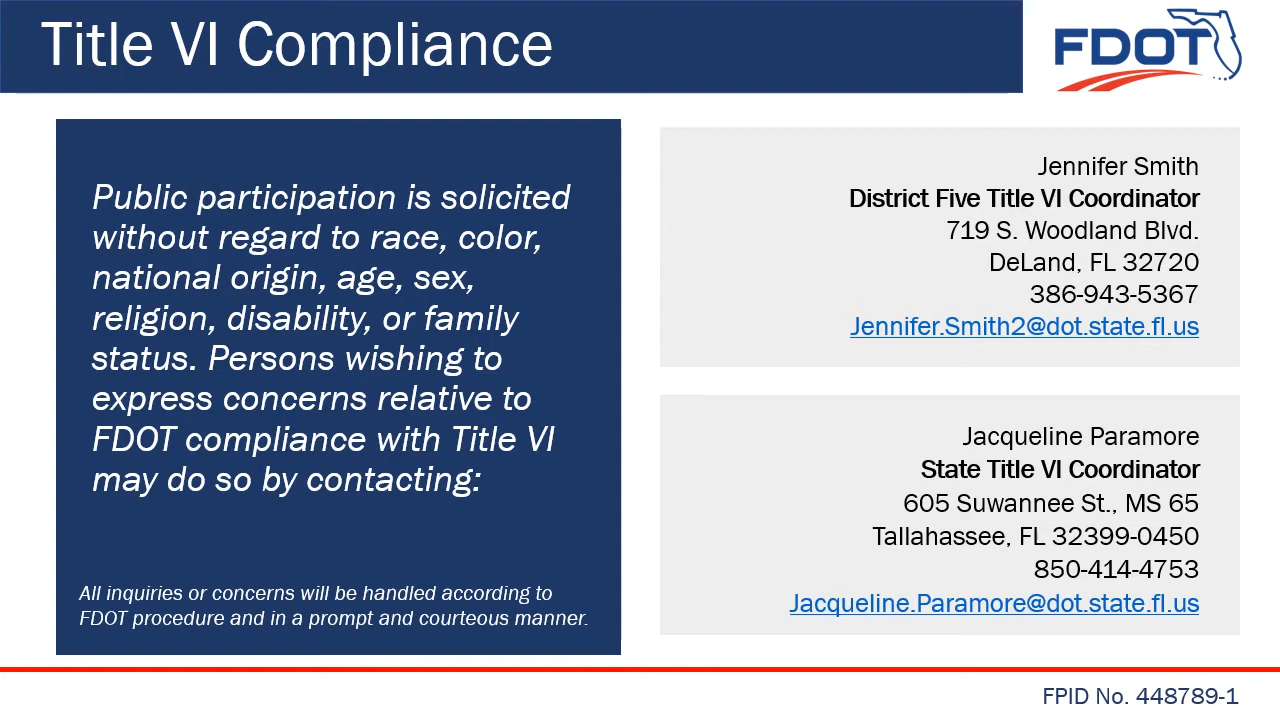 Title VI Compliance
FDOT
Public participation is solicited
without regard to race, color,
national origin, age, sex,
religion, disability, or family
status. Persons wishing to
express concerns relative to
FDOT compliance with Title VI
may do so by contacting:
All inquiries or concerns will be handled according to
FDOT procedure and in a prompt and courteous manner.
Jennifer Smith
District Five Title VI Coordinator
719 S. Woodland Blvd.
DeLand, FL 32720
386-943-5367
Jennifer.Smith2@dot.state.fl.us
Jacqueline Paramore
State Title VI Coordinator
605 Suwannee St., MS 65
Tallahassee, FL 32399-0450
850-414-4753
Jacqueline.Paramore@dot.state.fl.us
FPID No. 448789-1